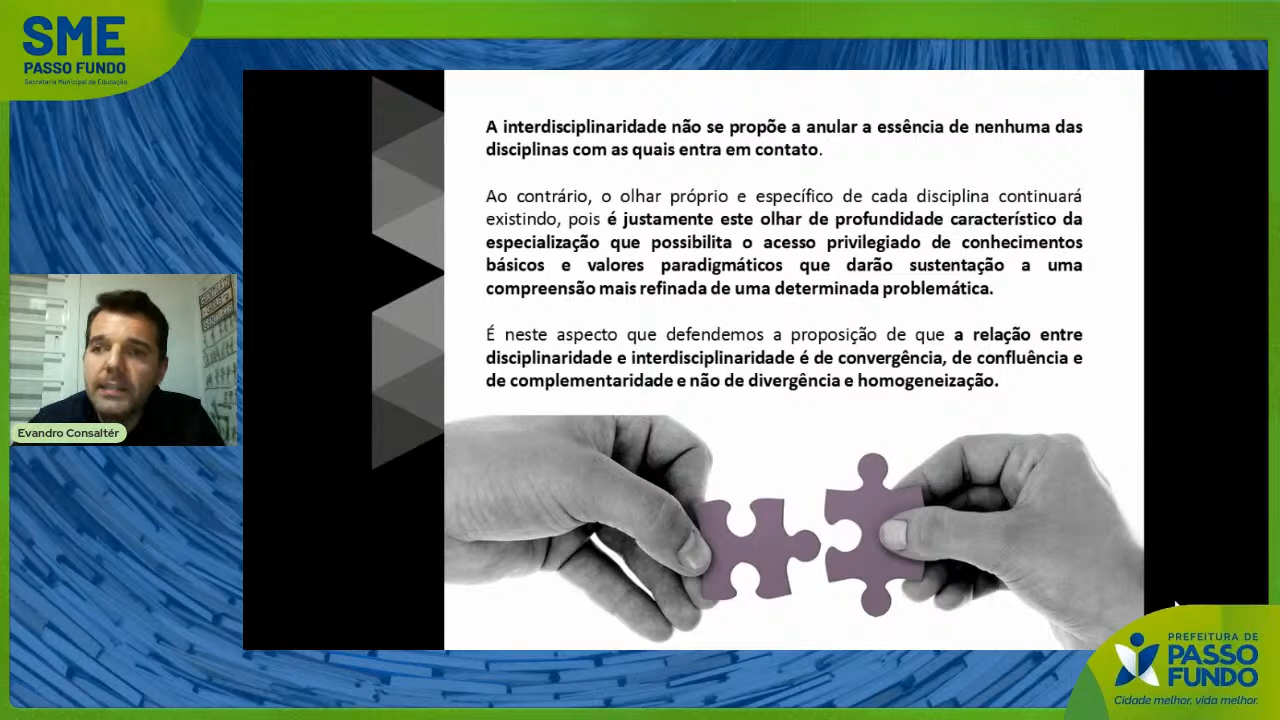 SME
PASSO FUNDO
Secretaria Municipal de Educação
A interdisciplinaridade não se propõe a anular a essência de nenhuma das
disciplinas com as quais entra em contato.
Ao contrário, o olhar próprio e específico de cada disciplina continuará
existindo, pois é justamente este olhar de profundidade característico da
especialização que possibilita o acesso privilegiado de conhecimentos
básicos e valores paradigmáticos que darão sustentação a uma
compreensão mais refinada de uma determinada problemática.
É neste aspecto que defendemos a proposição de que a relação entre
disciplinaridade e interdisciplinaridade é de convergência, de confluência e
de complementaridade e não de divergência e homogeneização.
Evandro Consaltér
PREFEITURA DE
PASSO
FUNDO
Cidade melhor, vida melhor.